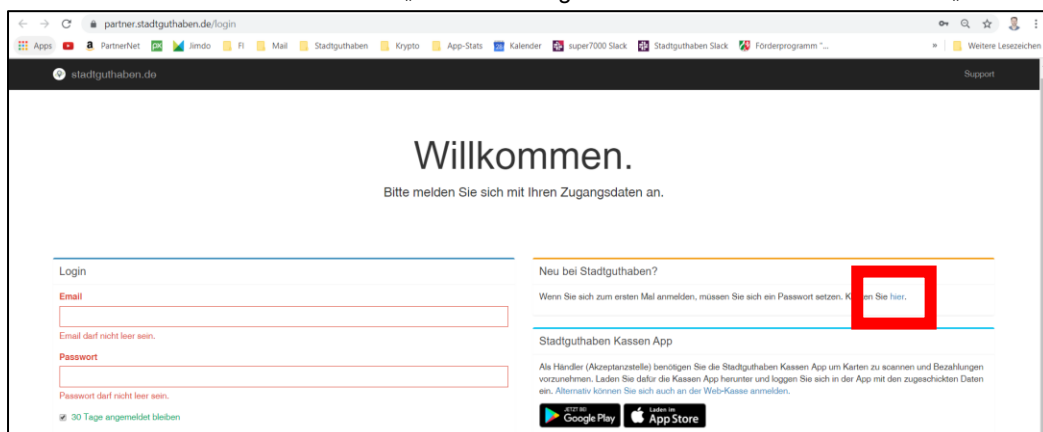 partner.stadtguthaben.de/login
Apps PartnerNet Jimdo FI Mail Stadtguthaben Krypto App-Stats Kalender super7000 Slack Stadtguthaben Slack Förderprogramm "... » Weitere Lesezeichen
stadtguthaben.de Support
Willkommen.
Bitte melden Sie sich mit Ihren Zugangsdaten an.
Login
Email
Email darf nicht leer sein.
Passwort
Passwort darf nicht leer sein.
30 Tage angemeldet bleiben
Neu bei Stadtguthaben?
Wenn Sie sich zum ersten Mal anmelden, müssen Sie sich ein Passwort setzen. Sie hier.
Stadtguthaben Kassen App
Als Händler (Akzeptanzstelle) benötigen Sie die Stadtguthaben Kassen App um Karten zu scannen und Bezahlungen
vorzunehmen. Laden Sie dafür die Kassen App herunter und loggen Sie sich in der App mit den zugeschickten Daten
ein. Alternativ können Sie sich auch an der Web-Kasse anmelden.
JETZT BEI
Google Play
Laden im
App Store